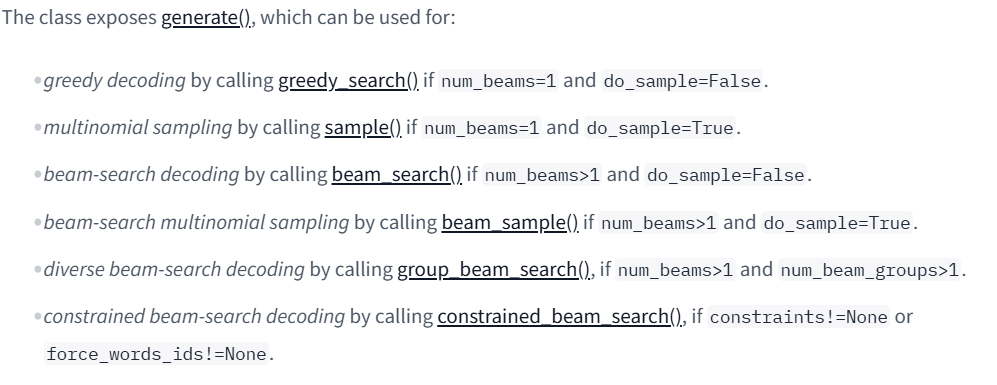 The class exposes generate(), which can be used for:
•greedy decoding by calling greedy_search() if num_beams=1 and do_sample=False.
•multinomial sampling by calling sample() if num_beams=1 and do_sample=True.
•beam-search decoding by calling beam_search() if num_beams>1 and do_sample=False.
•beam-search multinomial sampling by calling beam_sample() if num_beams>1 and do_sample=True.
•diverse beam-search decoding by calling group_beam_search(), if num_beams>1 and num_beam_groups>1.
•constrained beam-search decoding by calling constrained_beam_search(), if constraints!=None or
force_words_ids!=None.